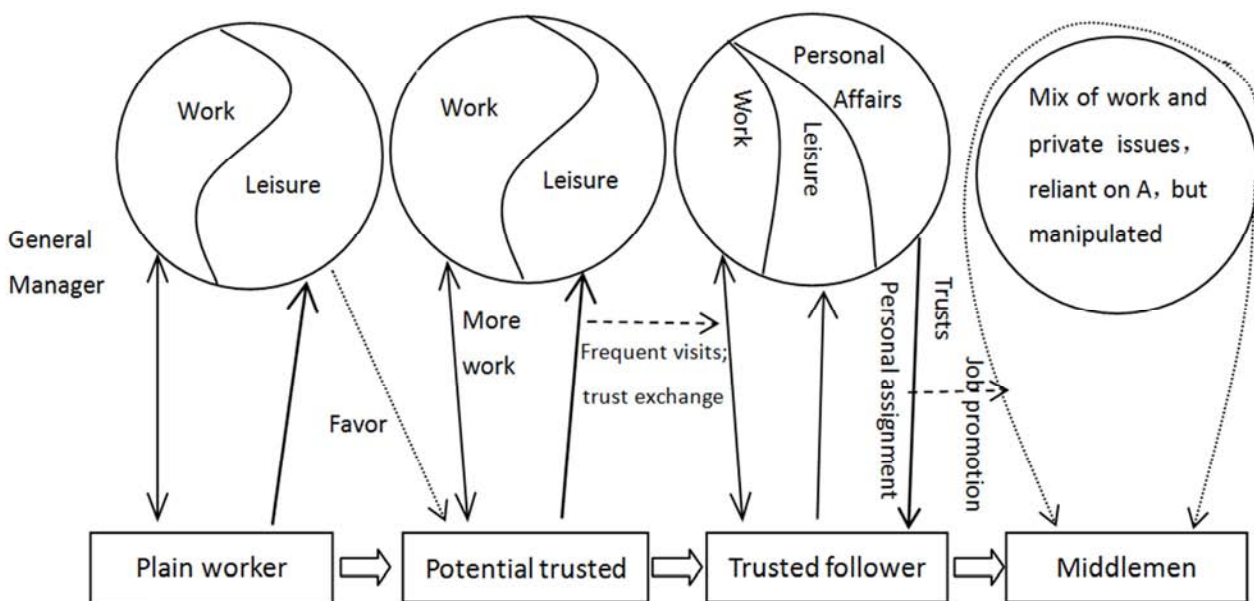 Work
Leisure
Work
Leisure
Work
Leisure
Personal
Affairs
Mix of work and
private issues，
reliant on A，but
manipulated
General
Manager
Favor
More
work
Frequent visits;
trust exchange
Trusts
Personal assignment
Job promotion
Plain worker
Potential trusted
Trusted follower
Middlemen